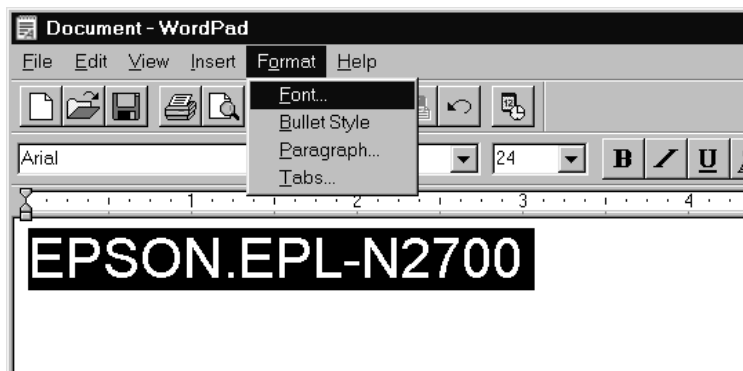 Document - WordPad
File Edit View Insert Format Help
Font...
Bullet Style
Paragraph...
Tabs...
Arial 24 B / U
1 2 3 4
EPSON.EPL-N2700